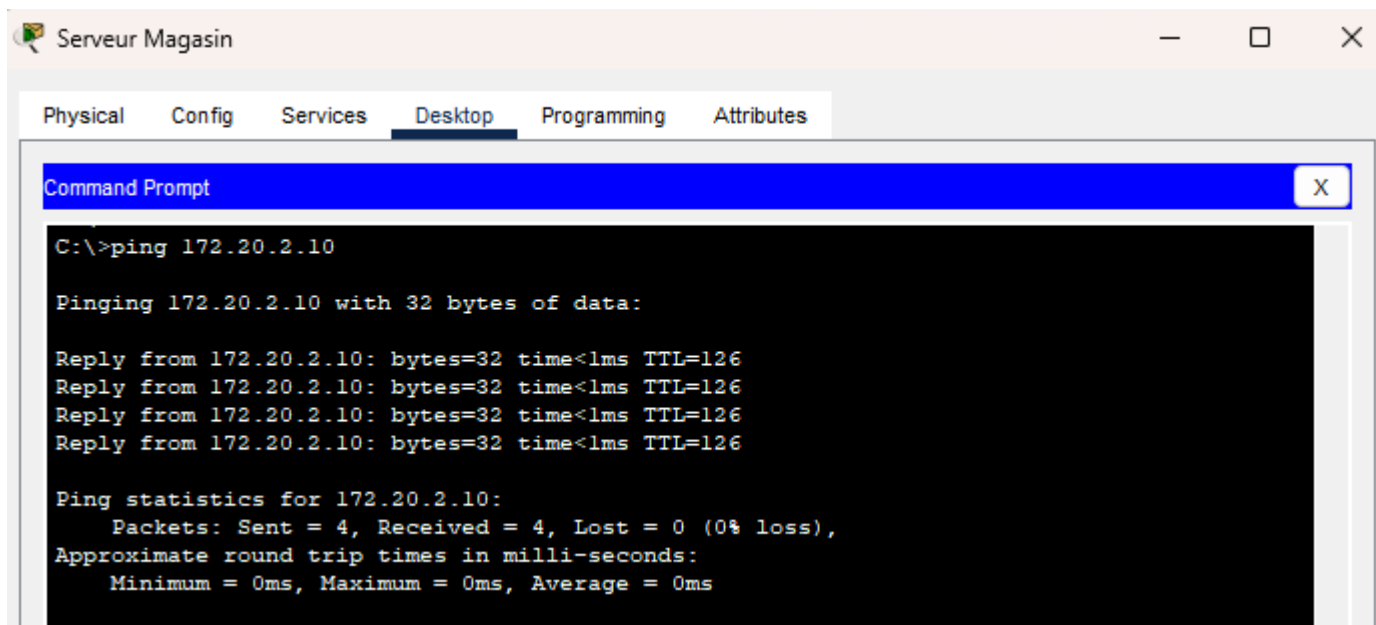 Serveur Magasin
Physical Config Services Desktop Programming Attributes
Command Prompt X
C:\>ping 172.20.2.10
Pinging 172.20.2.10 with 32 bytes of data:
Reply from 172.20.2.10: bytes=32 time<1ms TTL=126
Reply from 172.20.2.10: bytes=32 time<1ms TTL=126
Reply from 172.20.2.10: bytes=32 time<1ms TTL=126
Reply from 172.20.2.10: bytes=32 time<1ms TTL=126
Ping statistics for 172.20.2.10:
Packets: Sent = 4, Received = 4, Lost = 0 (0% loss),
Approximate round trip times in milli-seconds:
Minimum = 0ms, Maximum = 0ms, Average = 0ms